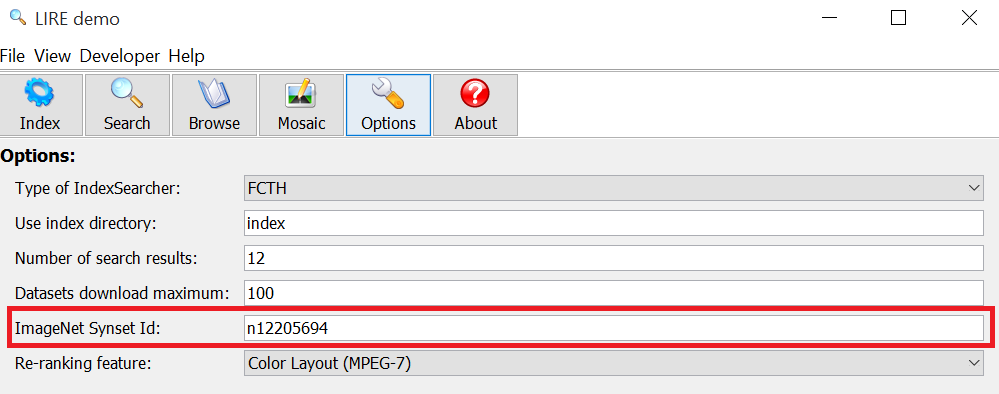 LIRE demo
File View Developer Help
Index Search Browse Mosaic Options About
Options:
Type of IndexSearcher: FCTH
Use index directory: index
Number of search results: 12
Datasets download maximum: 100
ImageNet Synset Id: n12205694
Re-ranking feature: Color Layout (MPEG-7)